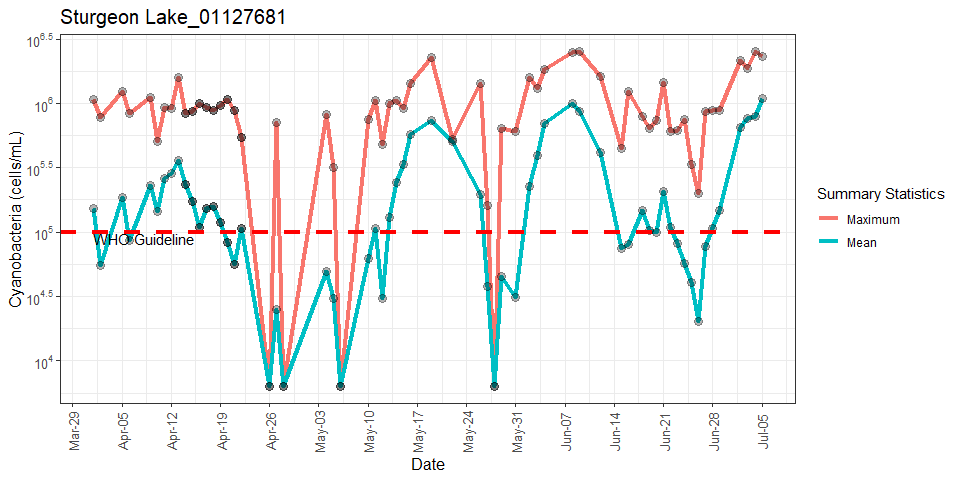 Sturgeon Lake_01127681
Cyanobacteria (cells/mL)
10^6.5
10^6
10^5.5
10^5
10^4.5
10^4
WHO Guideline
Mar-29
Apr-05
Apr-12
Apr-19
Apr-26
May-03
May-10
May-17
May-24
May-31
Jun-07
Jun-14
Jun-21
Jun-28
Jul-05
Date
Summary Statistics
Maximum
Mean